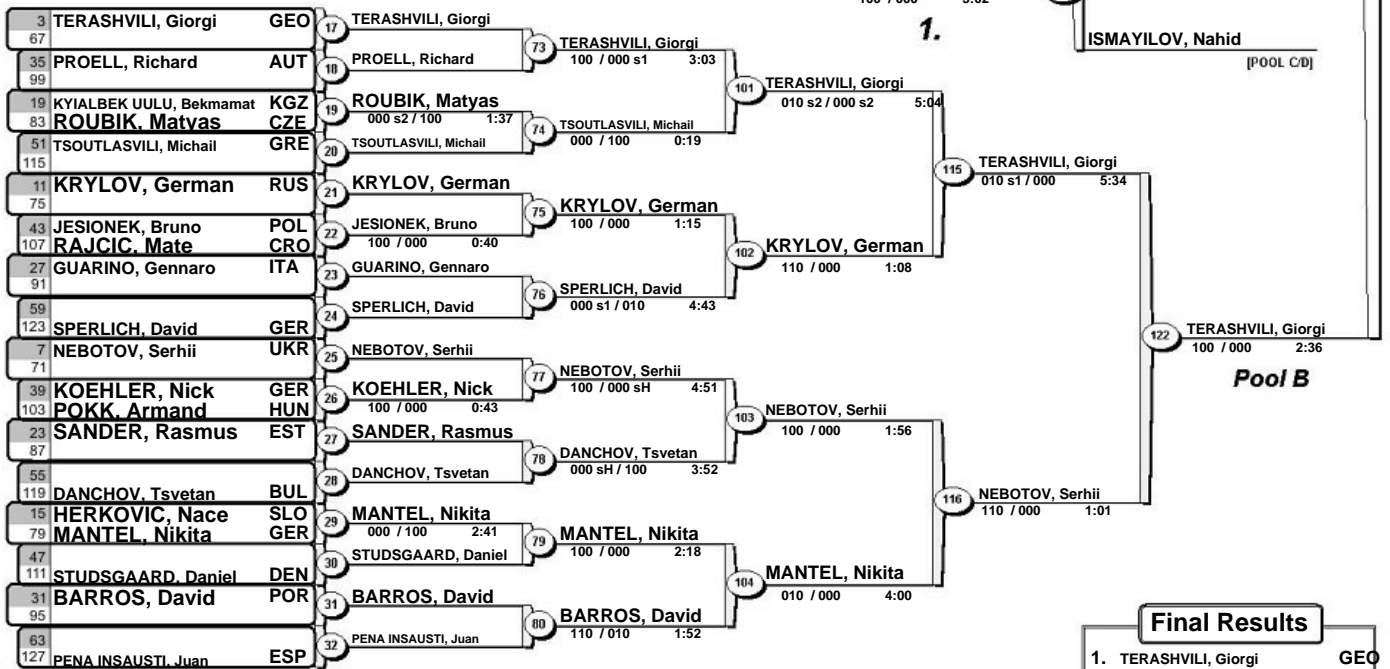 100 / 000 3:02
1.
ISMAYILOV, Nahid
[POOL C/D]
3 TERASHVILI, Giorgi GEO
67
35 PROELL, Richard AUT
99
19 KYIALBEK UULU, Bekmamat KGZ
83 ROUBIK, Matyas CZE
51 TSOUTLASVILI, Michail GRE
115
11 KRYLOV, German RUS
75
43 JESIONEK, Bruno POL
107 RAJCIC, Mate CRO
27 GUARINO, Gennaro ITA
91
59
123 SPERLICH, David GER
7 NEBOTOV, Serhii UKR
71
39 KOEHLER, Nick GER
103 POKK, Armand HUN
23 SANDER, Rasmus EST
87
55
119 DANCHOV, Tsvetan BUL
15 HERKOVIC, Nace SLO
79 MANTEL, Nikita GER
47
111 STUDSGAARD, Daniel DEN
31 BARROS, David POR
95
63
127 PENA INSAUSTI, Juan ESP
17 TERASHVILI, Giorgi
18 PROELL, Richard
19 ROUBIK, Matyas
000 s2 / 100 1:37
20 TSOUTLASVILI, Michail
21 KRYLOV, German
22 JESIONEK, Bruno
100 / 000 0:40
23 GUARINO, Gennaro
24 SPERLICH, David
25 NEBOTOV, Serhii
26 KOEHLER, Nick
100 / 000 0:43
27 SANDER, Rasmus
28 DANCHOV, Tsvetan
29 MANTEL, Nikita
000 / 100 2:41
30 STUDSGAARD, Daniel
31 BARROS, David
32 PENA INSAUSTI, Juan
73 TERASHVILI, Giorgi
100 / 000 s1 3:03
74 TSOUTLASVILI, Michail
000 / 100 0:19
75 KRYLOV, German
100 / 000 1:15
76 SPERLICH, David
000 s1 / 010 4:43
77 NEBOTOV, Serhii
100 / 000 sH 4:51
78 DANCHOV, Tsvetan
000 sH / 100 3:52
79 MANTEL, Nikita
100 / 000 2:18
80 BARROS, David
110 / 010 1:52
101 TERASHVILI, Giorgi
010 s2 / 000 s2 5:04
102 KRYLOV, German
110 / 000 1:08
103 NEBOTOV, Serhii
100 / 000 1:56
104 MANTEL, Nikita
010 / 000 4:00
115 TERASHVILI, Giorgi
010 s1 / 000 5:34
116 NEBOTOV, Serhii
110 / 000 1:01
122 TERASHVILI, Giorgi
100 / 000 2:36
Pool B
Final Results
1. TERASHVILI, Giorgi GEO